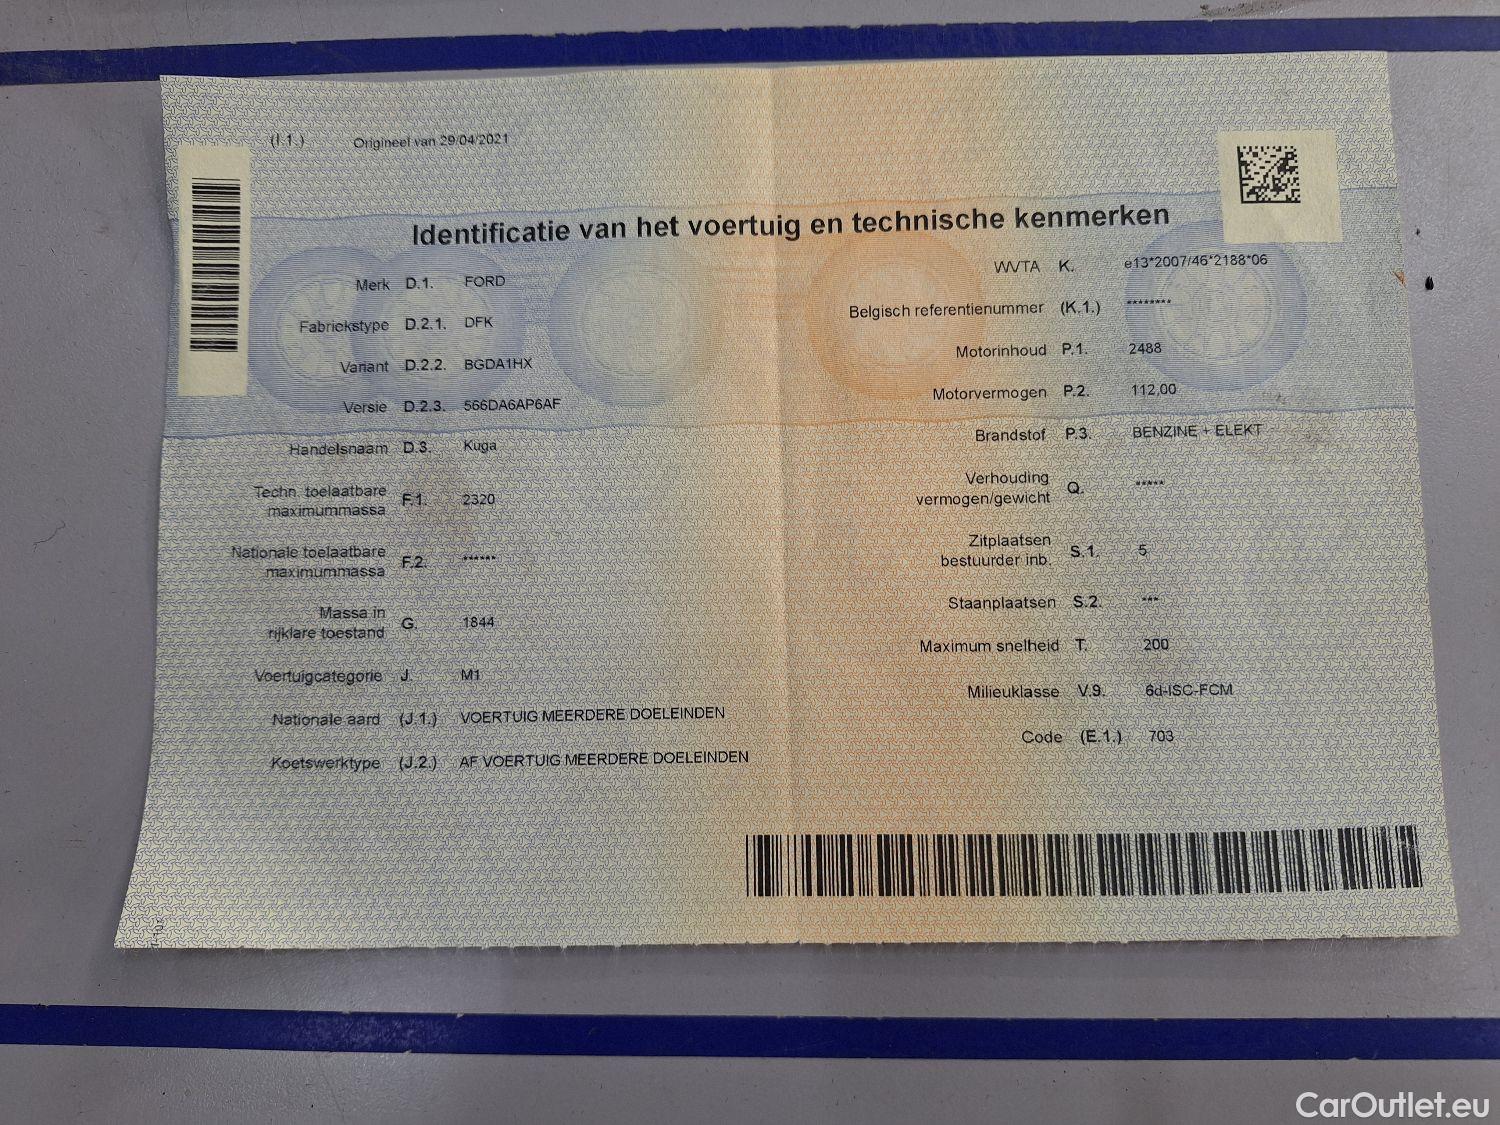 (I.1.) Origineel van 29/04/2021
Identificatie van het voertuig en technische kenmerken
Merk D.1. FORD
Fabriekstype D.2.1. DFK
Variant D.2.2. BGDA1HX
Versie D.2.3. 566DA6AP6AF
Handelsnaam D.3. Kuga
Techn. toelaatbare
maximummassa F.1. 2320
Nationale toelaatbare
maximummassa F.2. ******
Massa in
rijklare toestand G. 1844
Voertuigcategorie J. M1
Nationale aard (J.1.) VOERTUIG MEERDERE DOELEINDEN
Koetswerktype (J.2.) AF VOERTUIG MEERDERE DOELEINDEN
WVTA K. e13*2007/46*2188*06
Belgisch referentienummer (K.1.) ********
Motorinhoud P.1. 2488
Motorvermogen P.2. 112,00
Brandstof P.3. BENZINE + ELEKT
Verhouding
vermogen/gewicht Q. *****
Zitplaatsen
bestuurder inb. S.1. 5
Staanplaatsen S.2. ***
Maximum snelheid T. 200
Milieuklasse V.9. 6d-ISC-FCM
Code (E.1.) 703
CarOutlet.eu